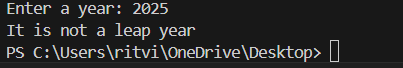 Enter a year: 2025
It is not a leap year
PS C:\Users\ritvi\OneDrive\Desktop>